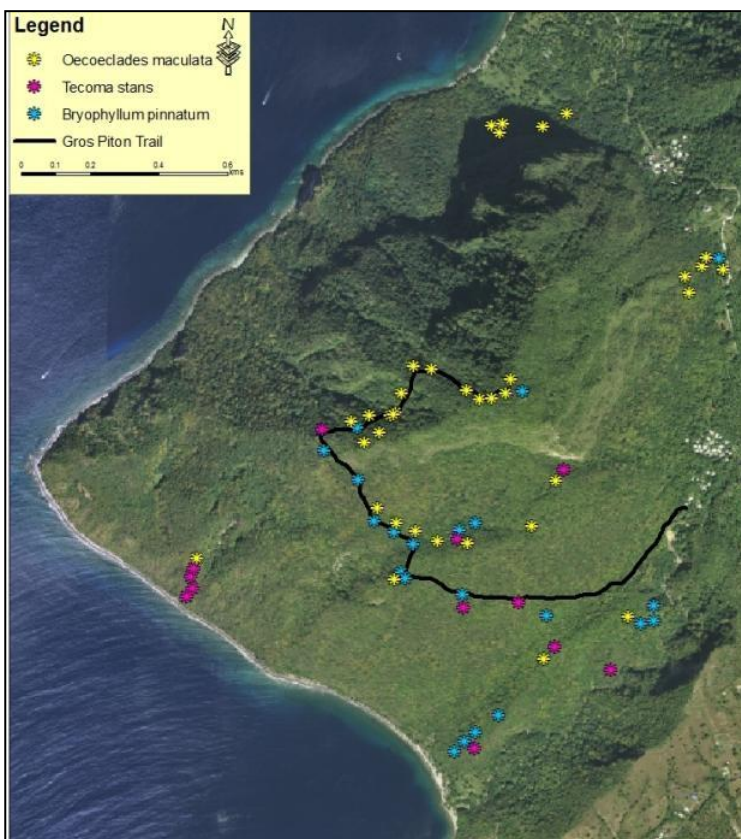 Legend
N
Oecoeclades maculata
Tecoma stans
Bryophyllum pinnatum
Gros Piton Trail
0 0.1 0.2 0.4 0.6
kms